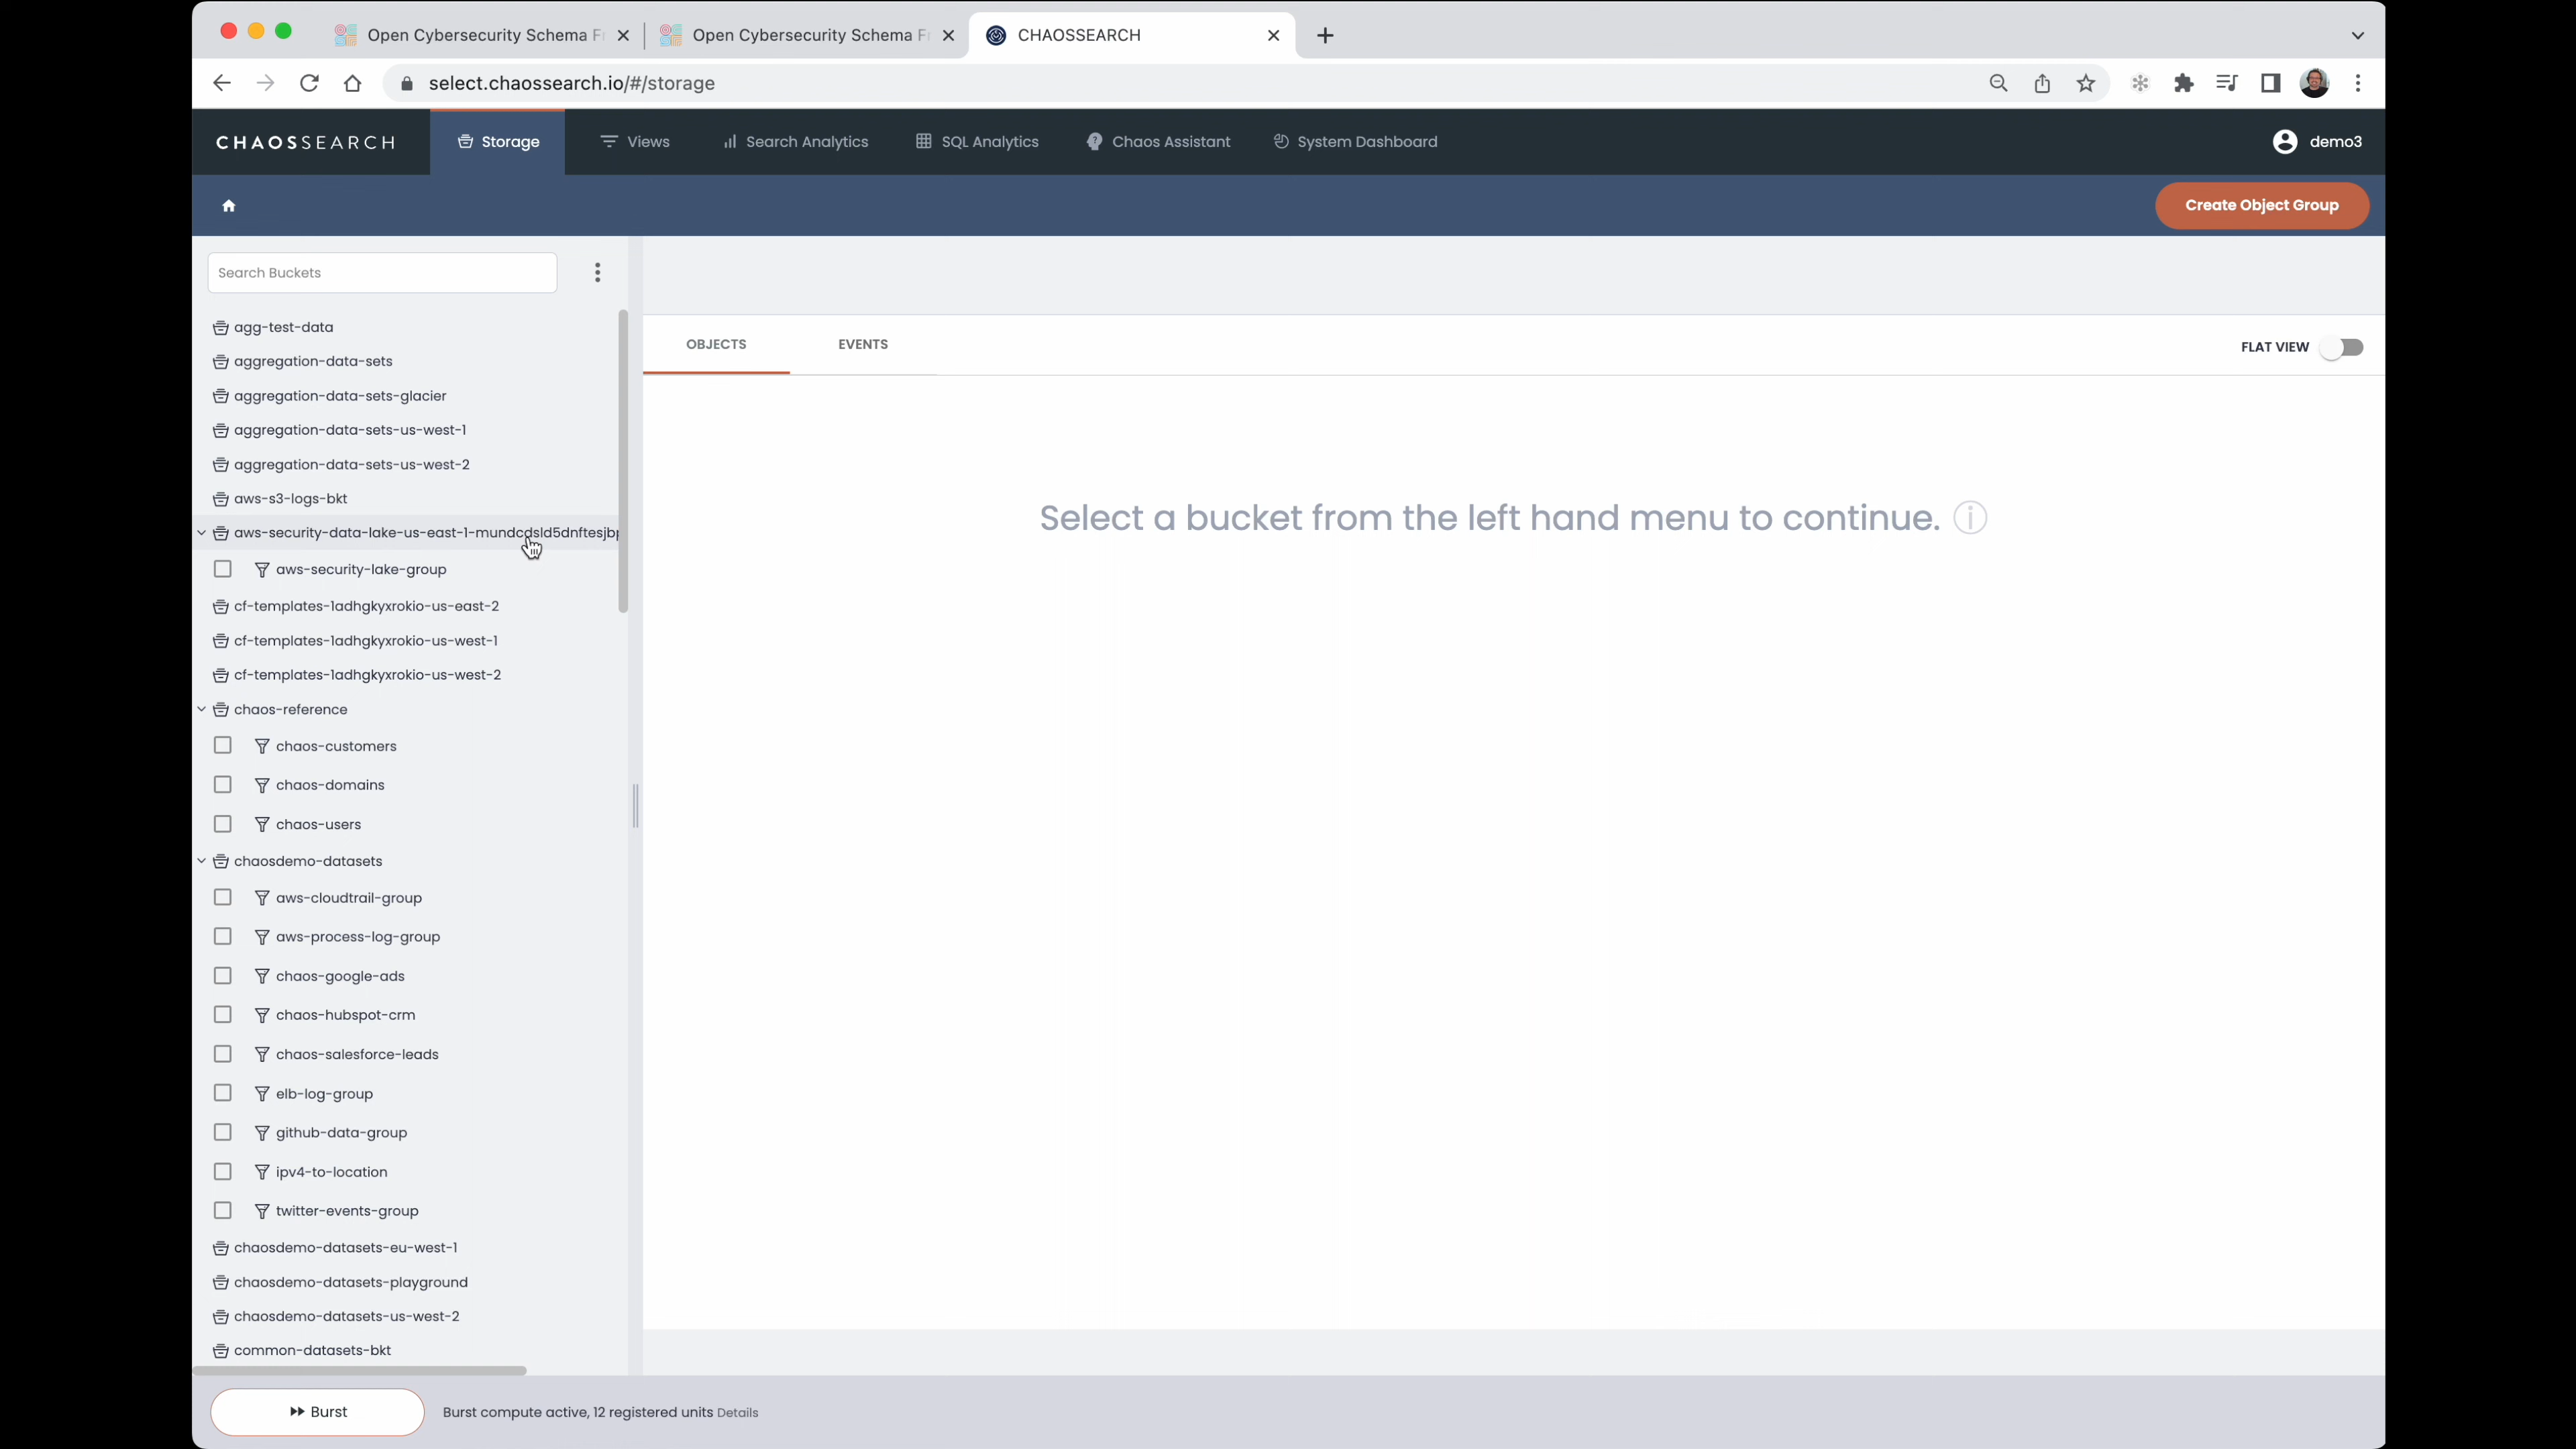 Open Cybersecurity Schema Fr
Open Cybersecurity Schema Fr
CHAOSSEARCH
select.chaossearch.io/#/storage
CHAOSSEARCH
Storage
Views
Search Analytics
SQL Analytics
Chaos Assistant
System Dashboard
demo3
Create Object Group
Search Buckets
agg-test-data
aggregation-data-sets
aggregation-data-sets-glacier
aggregation-data-sets-us-west-1
aggregation-data-sets-us-west-2
aws-s3-logs-bkt
aws-security-data-lake-us-east-1-mundcdsld5dnftesjbp
aws-security-lake-group
cf-templates-1adhgkyxrokio-us-east-2
cf-templates-1adhgkyxrokio-us-west-1
cf-templates-1adhgkyxrokio-us-west-2
chaos-reference
chaos-customers
chaos-domains
chaos-users
chaosdemo-datasets
aws-cloudtrail-group
aws-process-log-group
chaos-google-ads
chaos-hubspot-crm
chaos-salesforce-leads
elb-log-group
github-data-group
ipv4-to-location
twitter-events-group
chaosdemo-datasets-eu-west-1
chaosdemo-datasets-playground
chaosdemo-datasets-us-west-2
common-datasets-bkt
OBJECTS
EVENTS
FLAT VIEW
Select a bucket from the left hand menu to continue.
Burst
Burst compute active, 12 registered units Details